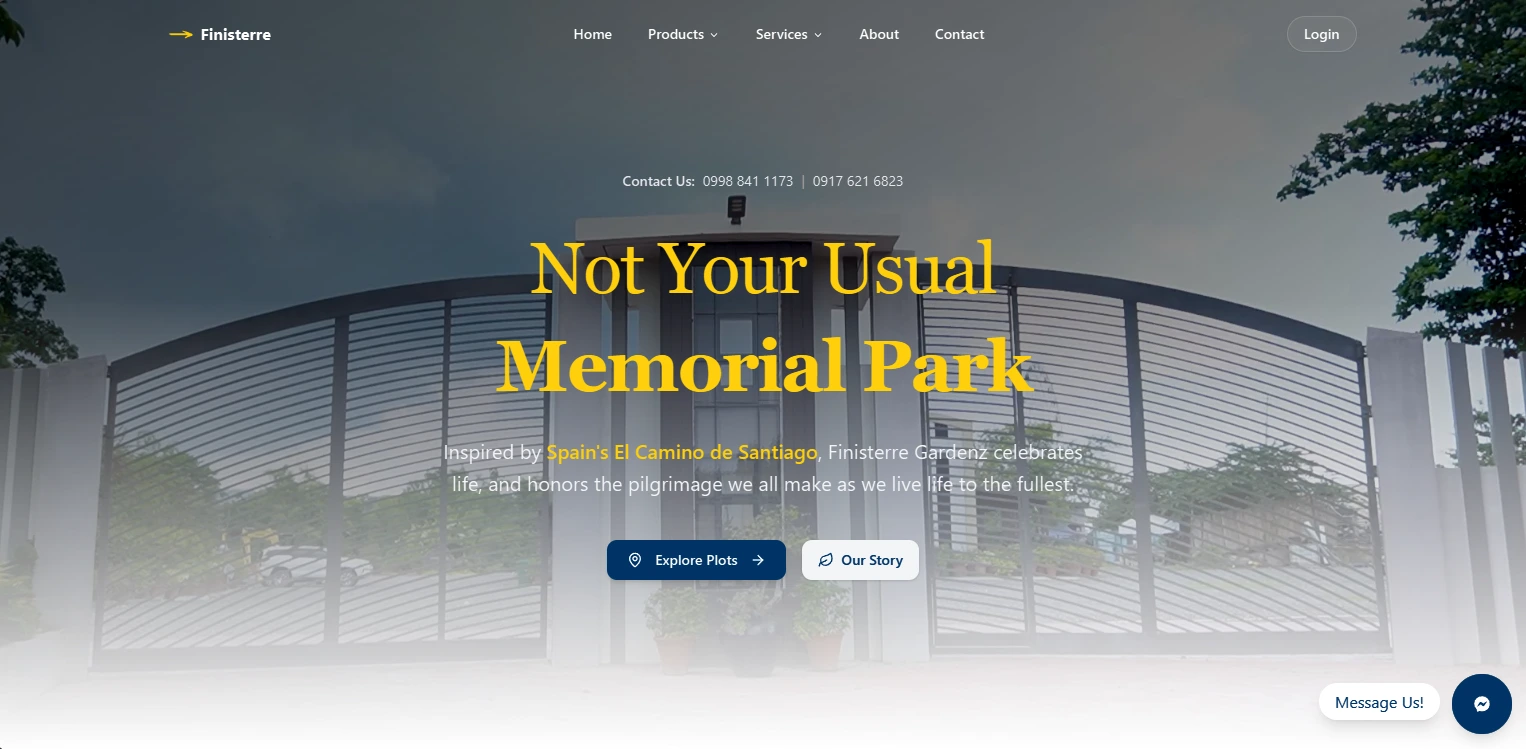 Finisterre
Home
Products
Services
About
Contact
Login
Contact Us: 0998 841 1173 | 0917 621 6823
Not Your Usual
Memorial Park
Inspired by Spain's El Camino de Santiago, Finisterre Gardenz celebrates
life, and honors the pilgrimage we all make as we live life to the fullest.
Explore Plots
Our Story
Message Us!